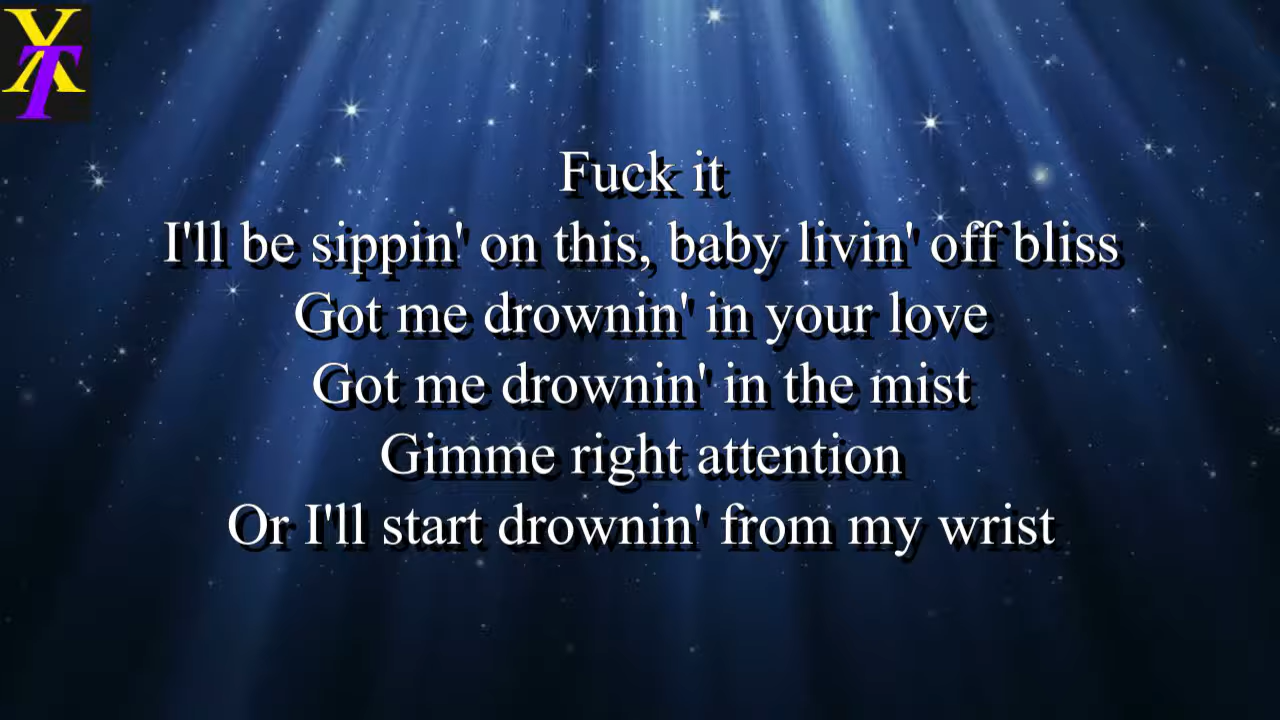 XT
Fuck it
I'll be sippin' on this, baby livin' off bliss
Got me drownin' in your love
Got me drownin' in the mist
Gimme right attention
Or I'll start drownin' from my wrist